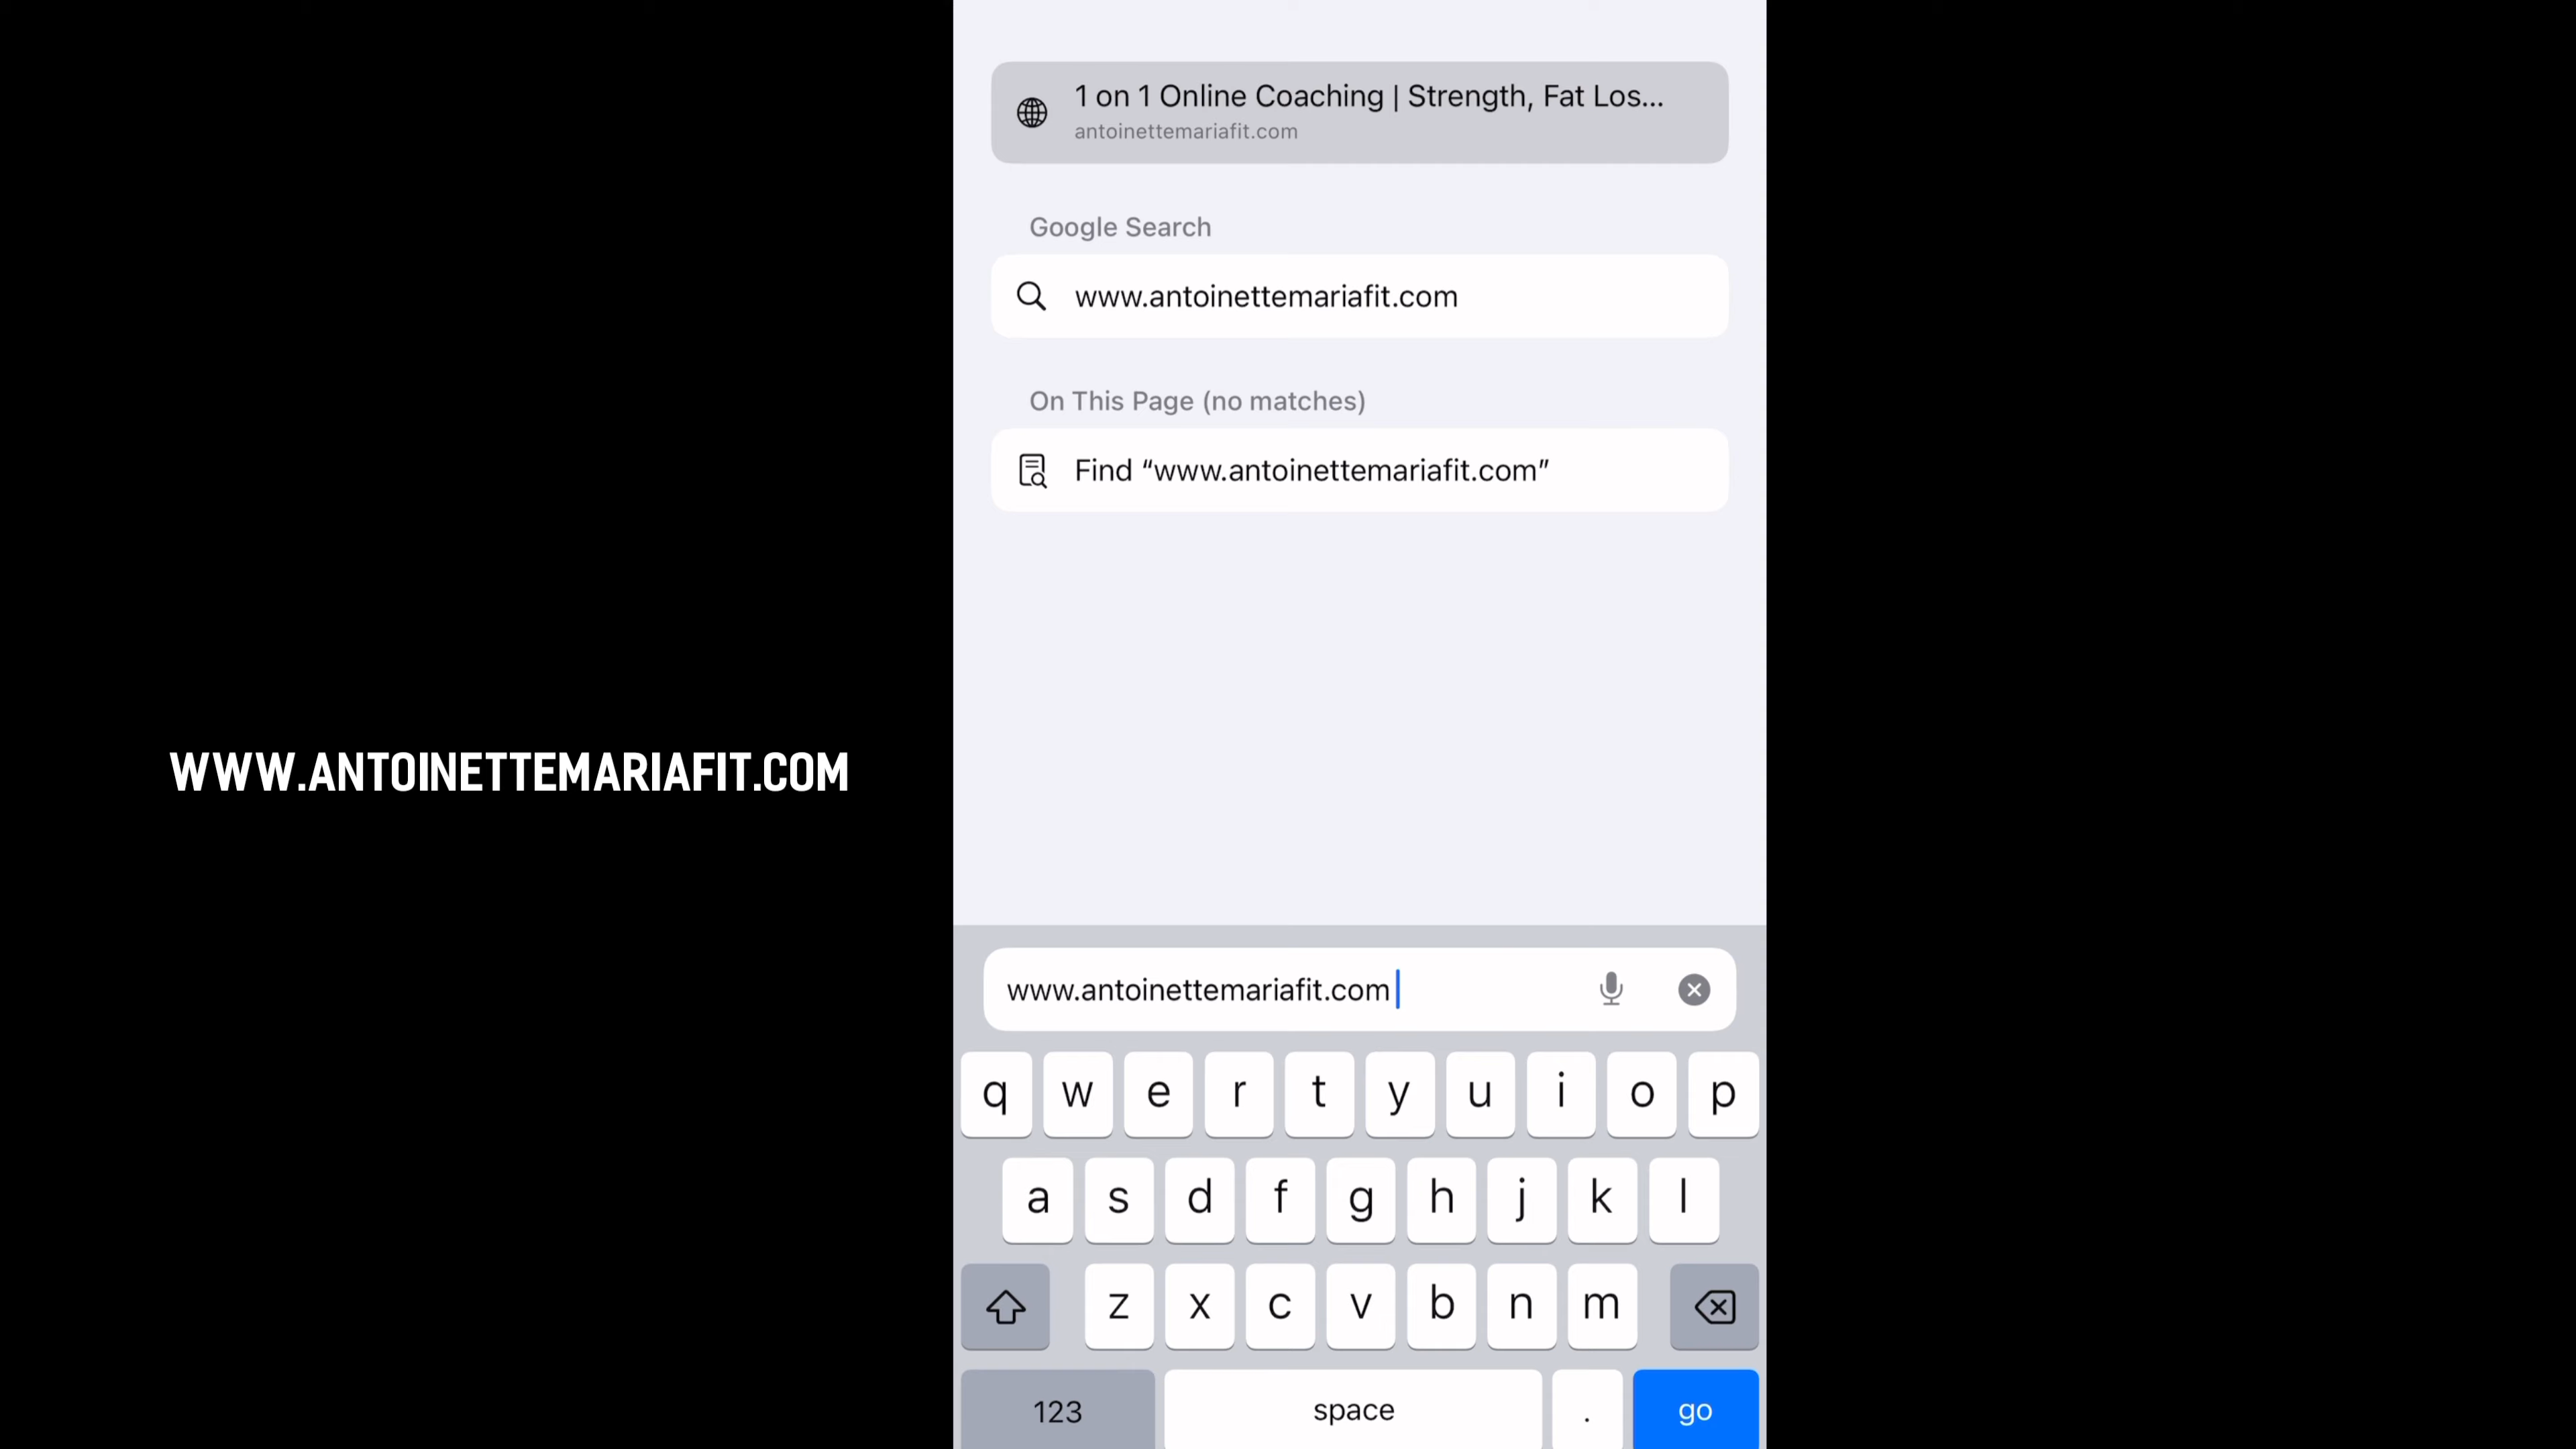 1 on 1 Online Coaching | Strength, Fat Los...
antoinettemariafit.com
Google Search
www.antoinettemariafit.com
On This Page (no matches)
Find “www.antoinettemariafit.com”
WWW.ANTOINETTEMARIAFIT.COM
www.antoinettemariafit.com
q w e r t y u i o p
a s d f g h j k l
z x c v b n m
123 space . go